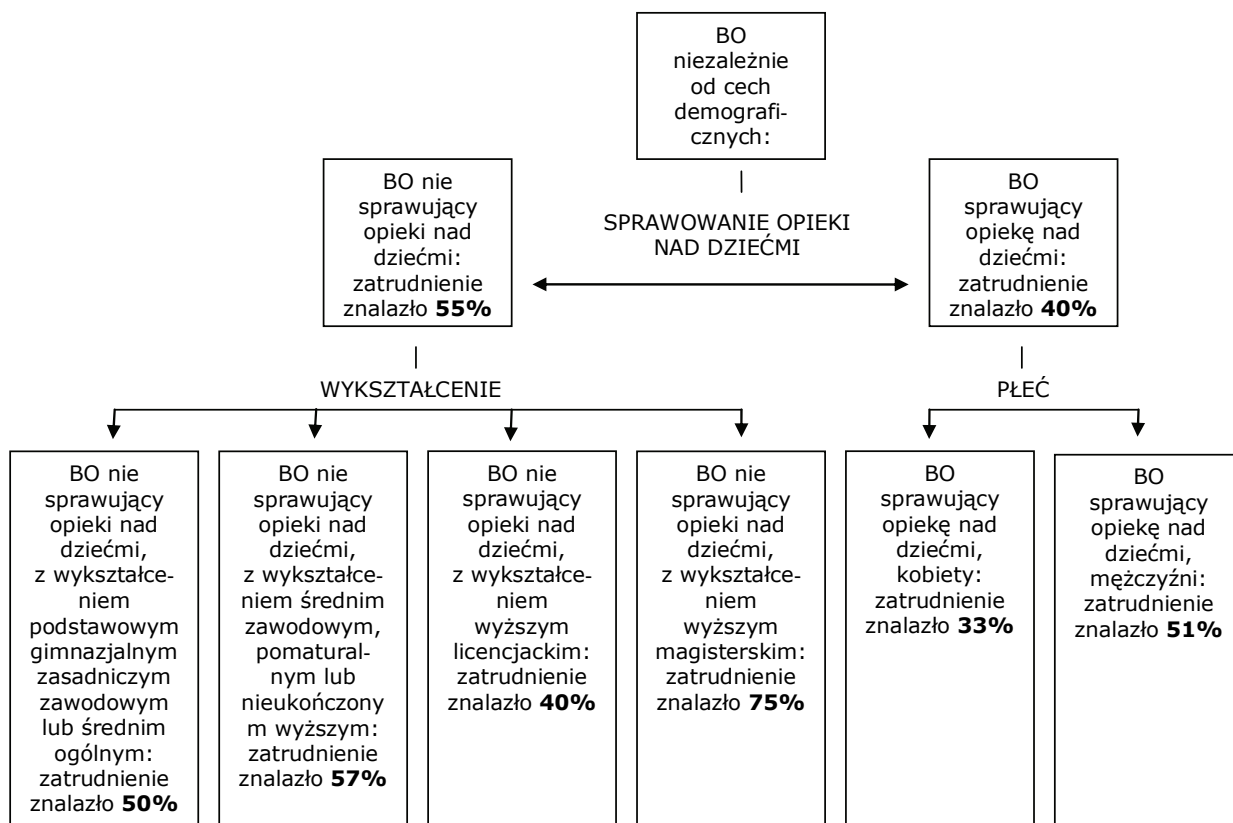 BO
niezależnie
od cech
demografi-
cznych:
BO nie
sprawujący
opieki nad
dziećmi:
zatrudnienie
znalazło 55%
SPRAWOWANIE OPIEKI
NAD DZIEĆMI
BO
sprawujący
opiekę nad
dziećmi:
zatrudnienie
znalazło 40%
WYKSZTAŁCENIE
PŁEĆ
BO nie
sprawujący
opieki nad
dziećmi,
z wykształce-
niem
podstawowym
gimnazjalnym
zasadniczym
zawodowym
lub średnim
ogólnym:
zatrudnienie
znalazło 50%
BO nie
sprawujący
opieki nad
dziećmi,
z wykształce-
niem średnim
zawodowym,
pomatural-
nym lub
nieukończony
m wyższym:
zatrudnienie
znalazło 57%
BO nie
sprawujący
opieki nad
dziećmi,
z wykształce-
niem
wyższym
licencjackim:
zatrudnienie
znalazło 40%
BO nie
sprawujący
opieki nad
dziećmi,
z wykształce-
niem
wyższym
magisterskim:
zatrudnienie
znalazło 75%
BO
sprawujący
opiekę nad
dziećmi,
kobiety:
zatrudnienie
znalazło 33%
BO
sprawujący
opiekę nad
dziećmi,
mężczyźni:
zatrudnienie
znalazło 51%